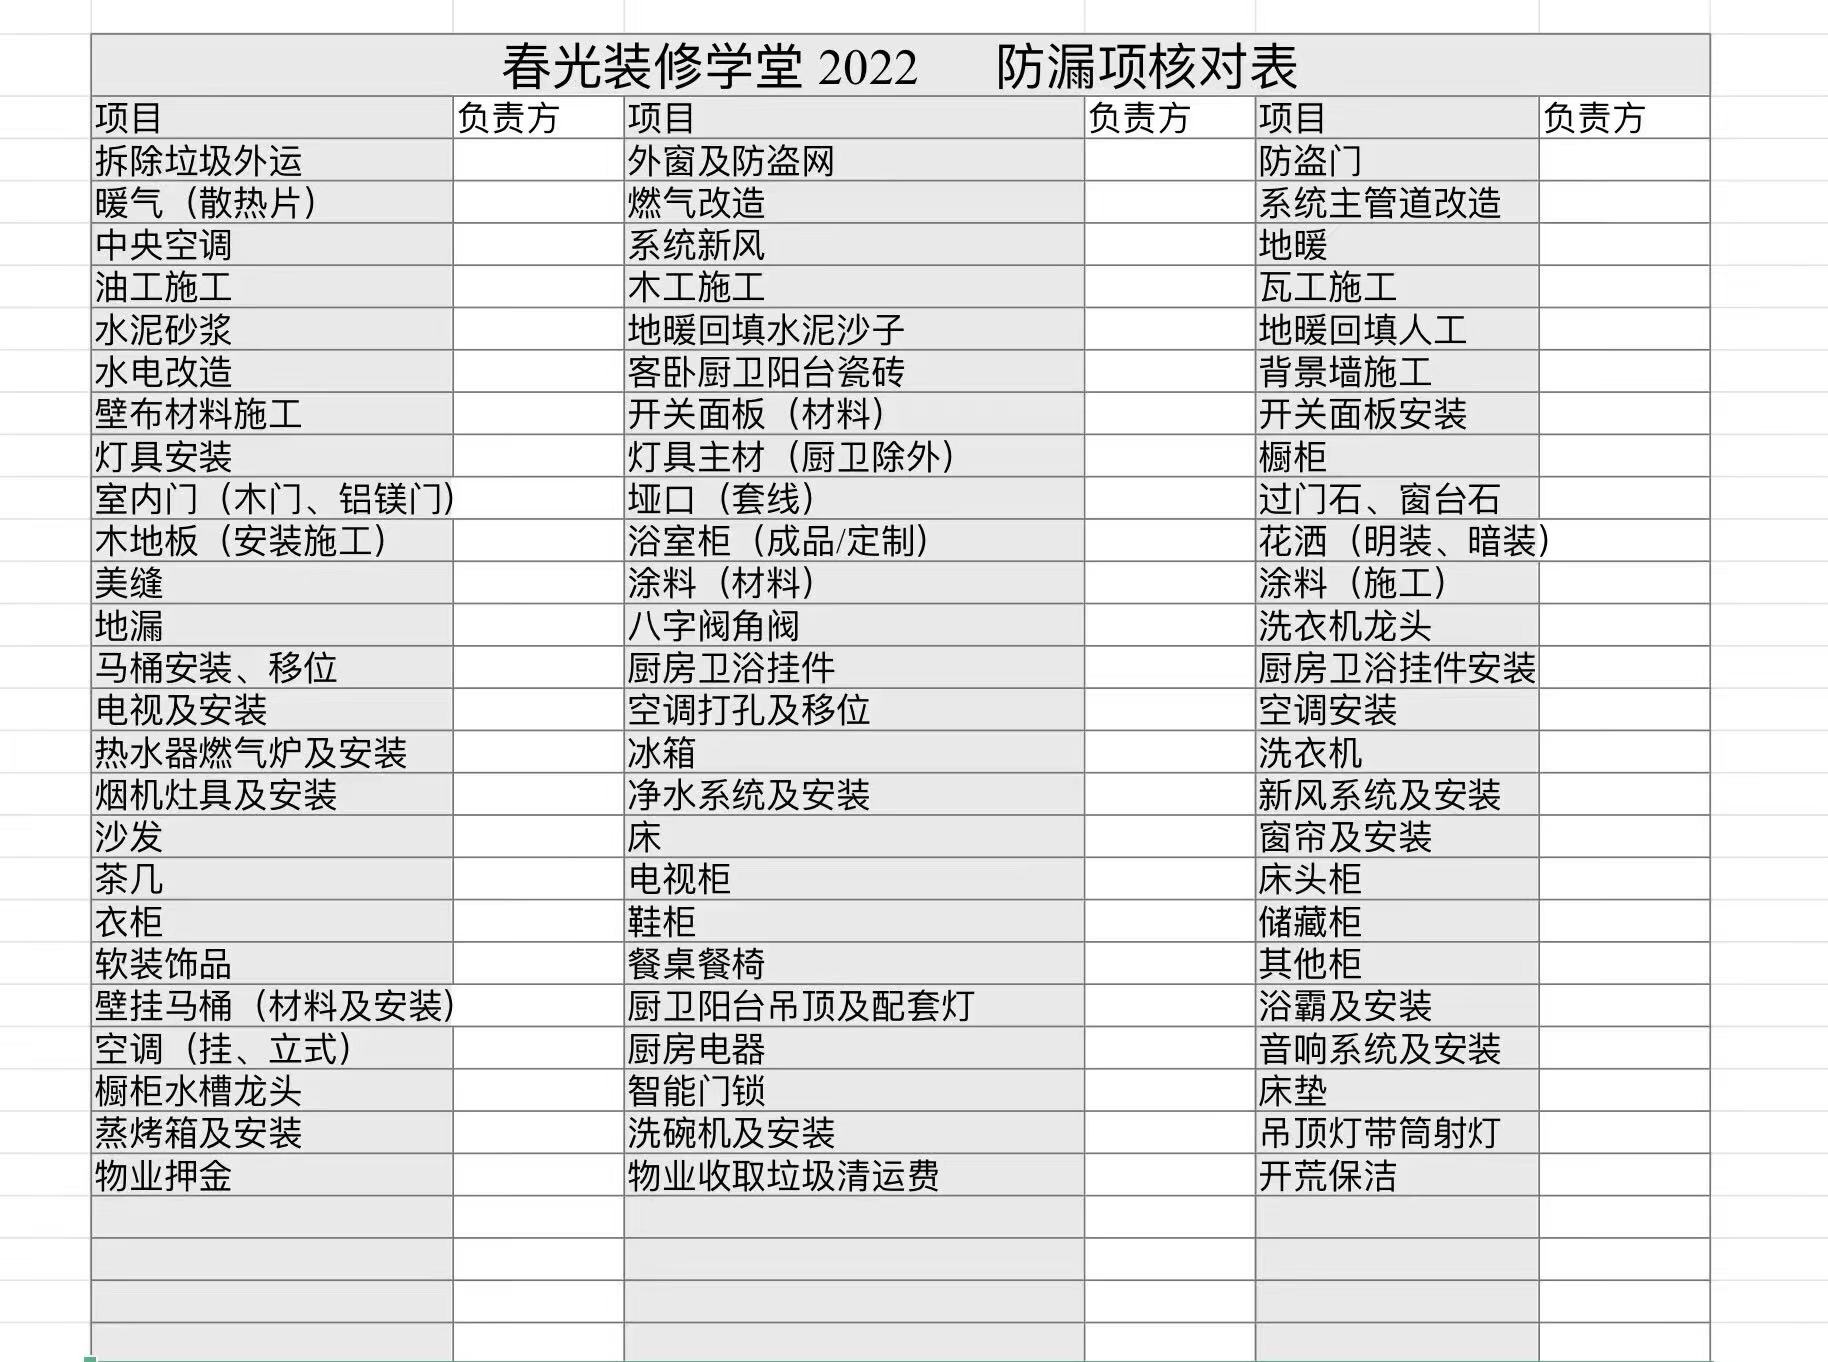 春光装修学堂 2022 防漏项核对表
项目 负责方 项目 负责方 项目 负责方
拆除垃圾外运 外窗及防盗网 防盗门
暖气（散热片） 燃气改造 系统主管道改造
中央空调 系统新风 地暖
油工施工 木工施工 瓦工施工
水泥砂浆 地暖回填水泥沙子 地暖回填人工
水电改造 客卧厨卫阳台瓷砖 背景墙施工
壁布材料施工 开关面板（材料） 开关面板安装
灯具安装 灯具主材（厨卫除外） 橱柜
室内门（木门、铝镁门） 垭口（套线） 过门石、窗台石
木地板（安装施工） 浴室柜（成品/定制） 花洒（明装、暗装）
美缝 涂料（材料） 涂料（施工）
地漏 八字阀角阀 洗衣机龙头
马桶安装、移位 厨房卫浴挂件 厨房卫浴挂件安装
电视及安装 空调打孔及移位 空调安装
热水器燃气炉及安装 冰箱 洗衣机
烟机灶具及安装 净水系统及安装 新风系统及安装
沙发 床 窗帘及安装
茶几 电视柜 床头柜
衣柜 鞋柜 储藏柜
软装饰品 餐桌餐椅 其他柜
壁挂马桶（材料及安装） 厨卫阳台吊顶及配套灯 浴霸及安装
空调（挂、立式） 厨房电器 音响系统及安装
橱柜水槽龙头 智能门锁 床垫
蒸烤箱及安装 洗碗机及安装 吊顶灯带筒射灯
物业押金 物业收取垃圾清运费 开荒保洁